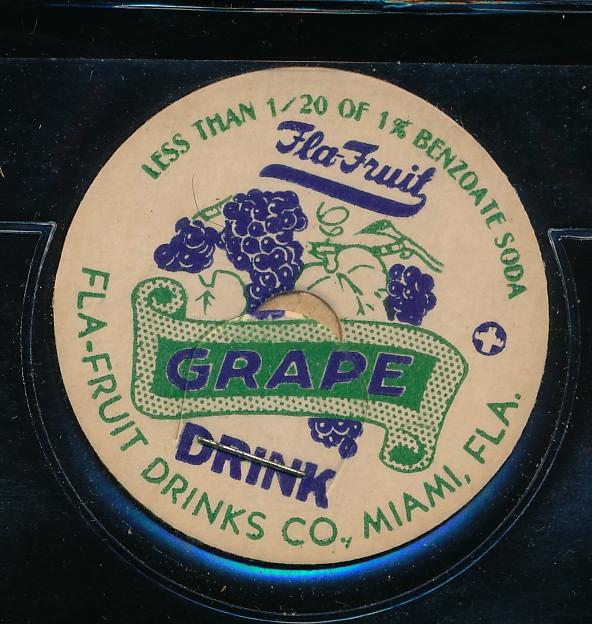 LESS THAN 1/20 OF 1% BENZOATE SODA
Fla-Fruit
GRAPE
DRINK
FLA-FRUIT DRINKS CO., MIAMI, FLA.